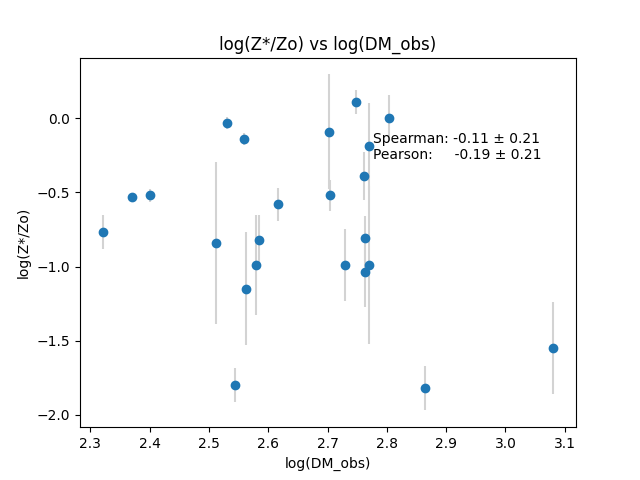 log(Z*/Zo) vs log(DM_obs)
0.0
Spearman: -0.11 ± 0.21
Pearson: -0.19 ± 0.21
−0.5
log(Z*/Zo)
−1.0
−1.5
−2.0
2.3 2.4 2.5 2.6 2.7 2.8 2.9 3.0 3.1
log(DM_obs)